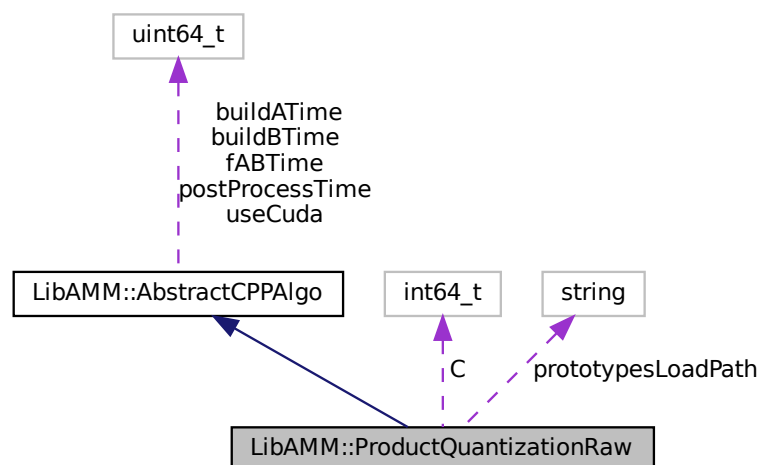 uint64_t
buildATime
buildBTime
fABTime
postProcessTime
useCuda
LibAMM::AbstractCPPAlgo
int64_t
string
C
prototypesLoadPath
LibAMM::ProductQuantizationRaw